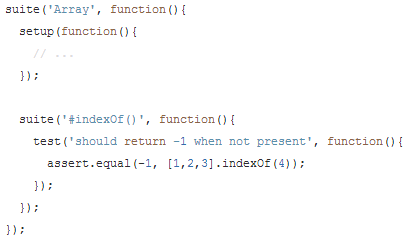 suite('Array', function(){
  setup(function(){
    // ...
  });

  suite('#indexOf()', function(){
    test('should return -1 when not present', function(){
      assert.equal(-1, [1,2,3].indexOf(4));
    });
  });
});